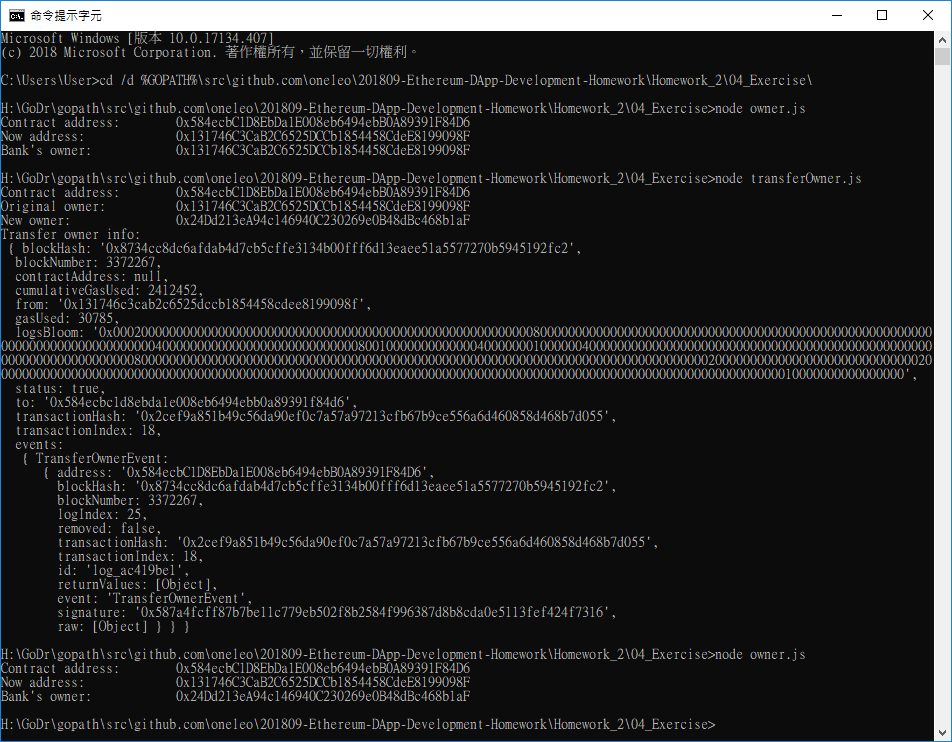 命令提示字元
Microsoft Windows [版本 10.0.17134.407]
(c) 2018 Microsoft Corporation. 著作權所有，並保留一切權利。
C:\Users\User>cd /d %GOPATH%\src\github.com\oneleo\201809-Ethereum-DApp-Development-Homework\Homework_2\04_Exercise\
H:\GoDr\gopath\src\github.com\oneleo\201809-Ethereum-DApp-Development-Homework\Homework_2\04_Exercise>node owner.js
Contract address: 0x584ecbC1D8EbDa1E008eb6494ebB0A89391F84D6
Now address: 0x131746C3CaB2C6525DCCb1854458CdeE8199098F
Bank's owner: 0x131746C3CaB2C6525DCCb1854458CdeE8199098F
H:\GoDr\gopath\src\github.com\oneleo\201809-Ethereum-DApp-Development-Homework\Homework_2\04_Exercise>node transferOwner.js
Contract address: 0x584ecbC1D8EbDa1E008eb6494ebB0A89391F84D6
Original owner: 0x131746C3CaB2C6525DCCb1854458CdeE8199098F
New owner: 0x24Dd213eA94c146940C230269e0B48dBc468b1aF
Transfer owner info:
{ blockHash: '0x8734cc8dc6afdab4d7cb5cffe3134b00fff6d13eaee51a5577270b5945192fc2',
blockNumber: 3372267,
contractAddress: null,
cumulativeGasUsed: 2412452,
from: '0x131746c3cab2c6525dccb1854458cdee8199098f',
gasUsed: 30785,
logsBloom:
status: true,
to: '0x584ecbc1d8ebda1e008eb6494ebb0a89391f84d6',
transactionHash: '0x2cef9a851b49c56da90ef0c7a57a97213cfb67b9ce556a6d460858d468b7d055',
transactionIndex: 18,
events:
{ TransferOwnerEvent:
{ address: '0x584ecbC1D8EbDa1E008eb6494ebB0A89391F84D6',
blockHash: '0x8734cc8dc6afdab4d7cb5cffe3134b00fff6d13eaee51a5577270b5945192fc2',
blockNumber: 3372267,
logIndex: 25,
removed: false,
transactionHash: '0x2cef9a851b49c56da90ef0c7a57a97213cfb67b9ce556a6d460858d468b7d055',
transactionIndex: 18,
id: 'log_ac419be1',
returnValues: [Object],
event: 'TransferOwnerEvent',
signature: '0x587a4fcff87b7be11c779eb502f8b2584f996387d8b8cda0e5113fef424f7316',
raw: [Object] } } }
H:\GoDr\gopath\src\github.com\oneleo\201809-Ethereum-DApp-Development-Homework\Homework_2\04_Exercise>node owner.js
Contract address: 0x584ecbC1D8EbDa1E008eb6494ebB0A89391F84D6
Now address: 0x131746C3CaB2C6525DCCb1854458CdeE8199098F
Bank's owner: 0x24Dd213eA94c146940C230269e0B48dBc468b1aF
H:\GoDr\gopath\src\github.com\oneleo\201809-Ethereum-DApp-Development-Homework\Homework_2\04_Exercise>